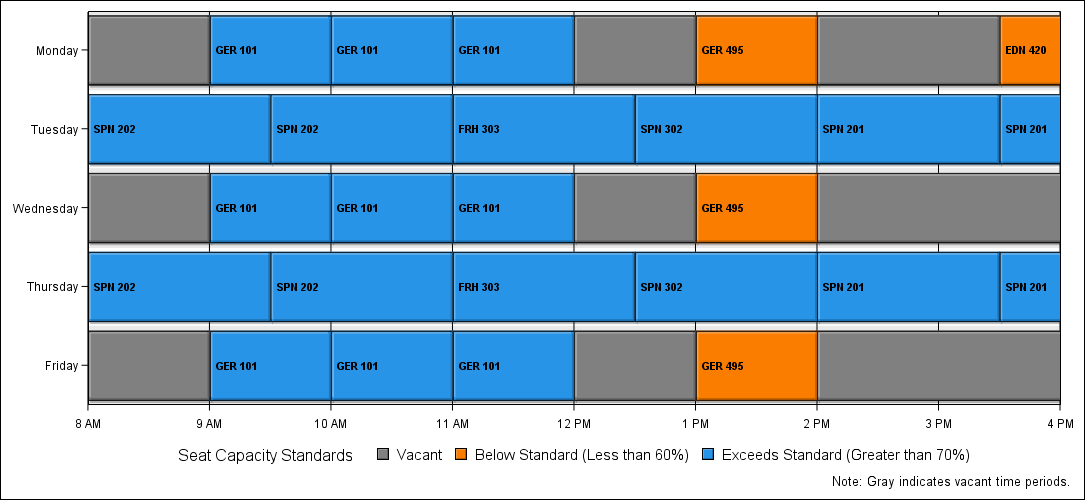 Monday
GER 101 GER 101 GER 101 GER 495 EDN 420
Tuesday
SPN 202 SPN 202 FRH 303 SPN 302 SPN 201 SPN 201
Wednesday
GER 101 GER 101 GER 101 GER 495
Thursday
SPN 202 SPN 202 FRH 303 SPN 302 SPN 201 SPN 201
Friday
GER 101 GER 101 GER 101 GER 495
8 AM 9 AM 10 AM 11 AM 12 PM 1 PM 2 PM 3 PM 4 PM
Seat Capacity Standards Vacant Below Standard (Less than 60%) Exceeds Standard (Greater than 70%)
Note: Gray indicates vacant time periods.